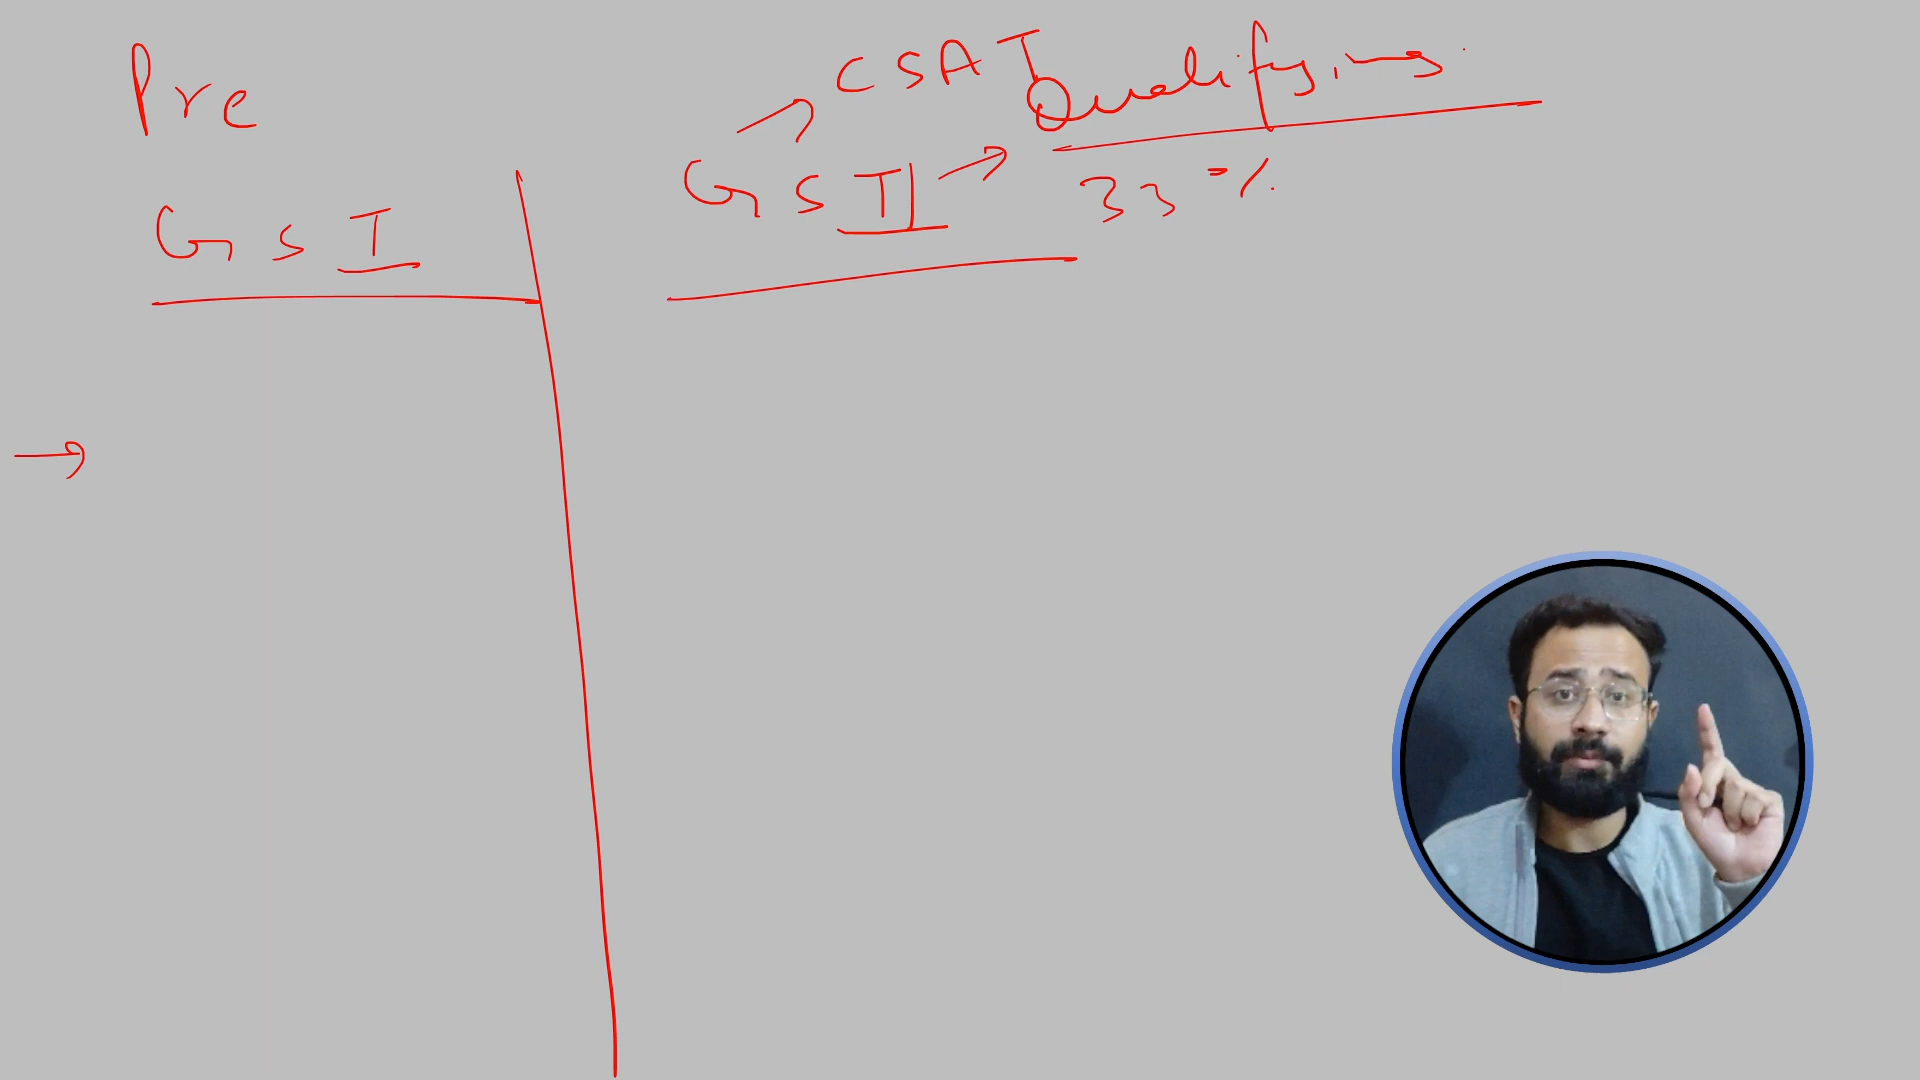 Pre
GS I
CSAT
GS II → Qualifying
33%